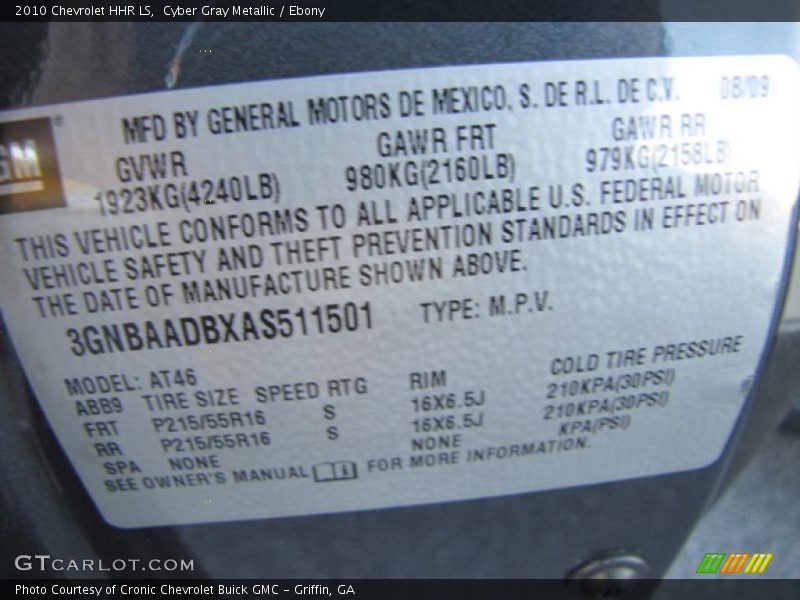 2010 Chevrolet HHR LS,  Cyber Gray Metallic / Ebony
MFD BY GENERAL MOTORS DE MEXICO, S. DE R.L. DE C.V. 08/09
GM®
GVWR GAWR FRT GAWR RR
1923KG(4240LB) 980KG(2160LB) 979KG(2158LB)
THIS VEHICLE CONFORMS TO ALL APPLICABLE U.S. FEDERAL MOTOR
VEHICLE SAFETY AND THEFT PREVENTION STANDARDS IN EFFECT ON
THE DATE OF MANUFACTURE SHOWN ABOVE.
3GNBAADBXAS511501 TYPE: M.P.V.
MODEL: AT46
ABB9 TIRE SIZE SPEED RTG RIM COLD TIRE PRESSURE
FRT P215/55R16 S 16X6.5J 210KPA(30PSI)
RR P215/55R16 S 16X6.5J 210KPA(30PSI)
SPA NONE NONE KPA(PSI)
SEE OWNER'S MANUAL FOR MORE INFORMATION.
GTCARLOT.COM
Photo Courtesy of Cronic Chevrolet Buick GMC - Griffin, GA